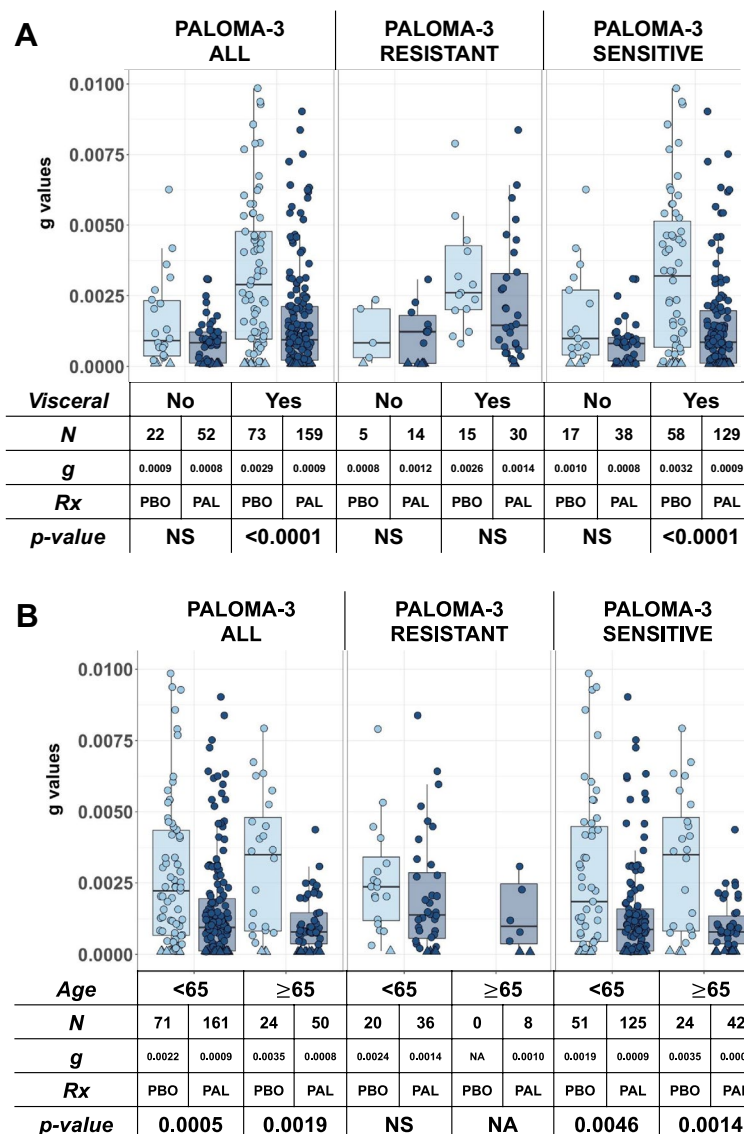 A
PALOMA-3 ALL PALOMA-3 RESISTANT PALOMA-3 SENSITIVE
g values
0.0100
0.0075
0.0050
0.0025
0.0000
Visceral No Yes No Yes No Yes
N 22 52 73 159 5 14 15 30 17 38 58 129
g 0.0009 0.0008 0.0029 0.0009 0.0008 0.0012 0.0026 0.0014 0.0010 0.0008 0.0032 0.0009
Rx PBO PAL PBO PAL PBO PAL PBO PAL PBO PAL PBO PAL
p-value NS <0.0001 NS NS NS <0.0001
B
PALOMA-3 ALL PALOMA-3 RESISTANT PALOMA-3 SENSITIVE
g values
0.0100
0.0075
0.0050
0.0025
0.0000
Age <65 ≥65 <65 ≥65 <65 ≥65
N 71 161 24 50 20 36 0 8 51 125 24 42
g 0.0022 0.0009 0.0035 0.0008 0.0024 0.0014 NA 0.0010 0.0019 0.0009 0.0035
Rx PBO PAL PBO PAL PBO PAL PBO PAL PBO PAL PBO PAL
p-value 0.0005 0.0019 NS NA 0.0046 0.0014